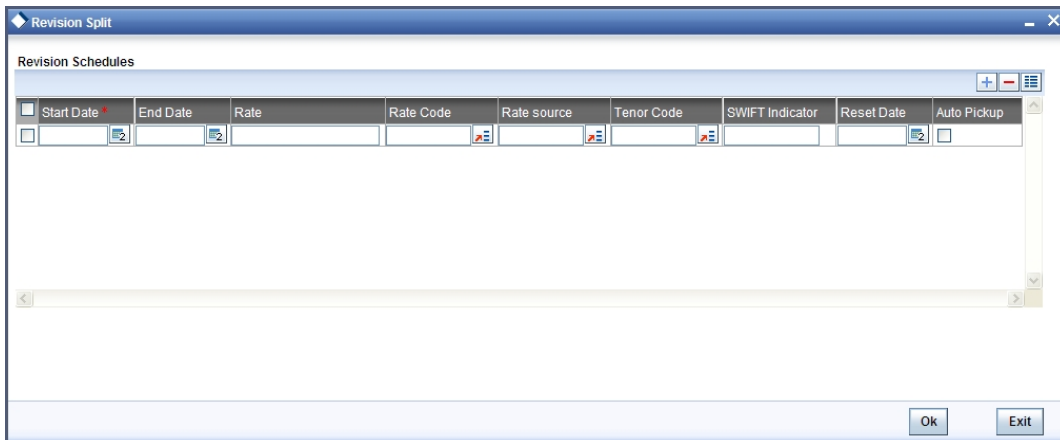 Revision Split
Revision Schedules
Start Date * End Date Rate Rate Code Rate source Tenor Code SWIFT Indicator Reset Date Auto Pickup
Ok Exit